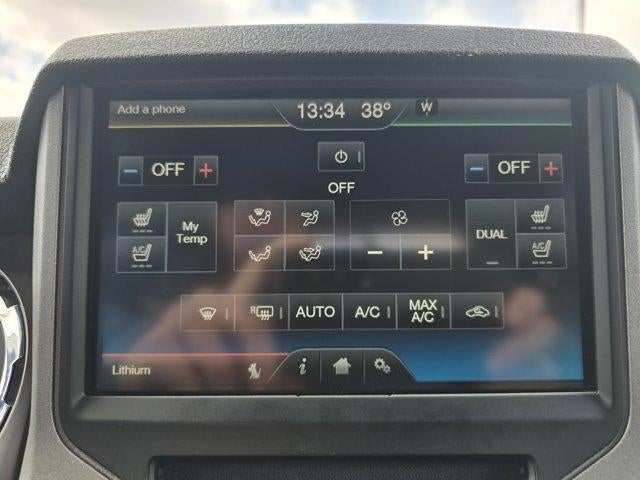 Add a phone
13:34 38°
W
- OFF +
- OFF +
OFF
My
Temp
A/C
- +
DUAL
A/C
R
AUTO
A/C
MAX
A/C
Lithium
i